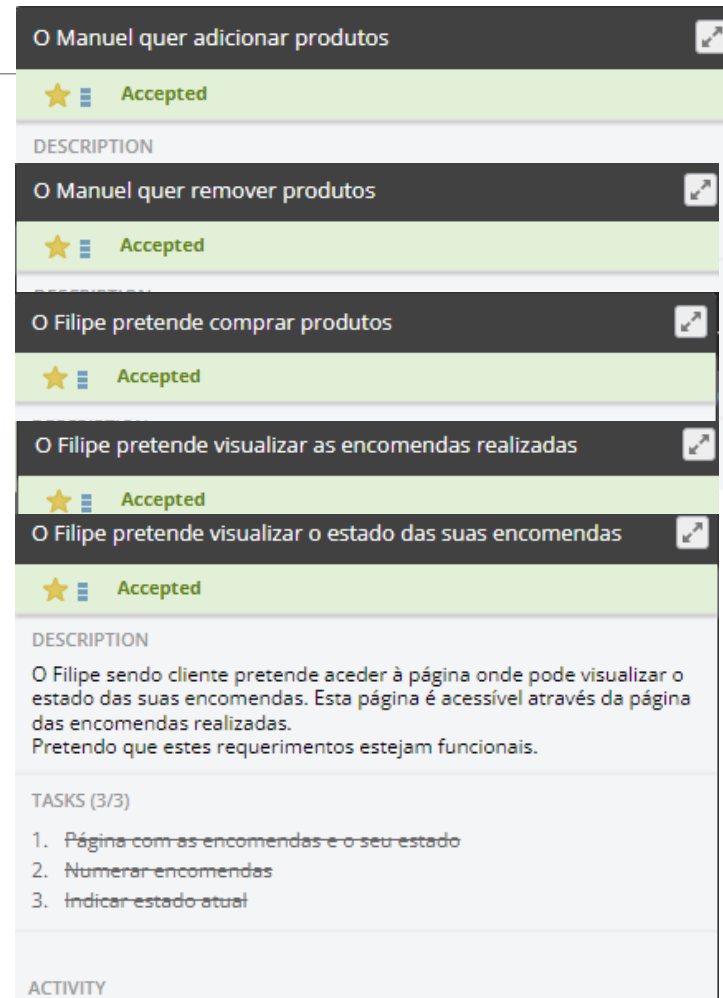 O Manuel quer adicionar produtos
Accepted
DESCRIPTION
O Manuel quer remover produtos
Accepted
DESCRIPTION
O Filipe pretende comprar produtos
Accepted
DESCRIPTION
O Filipe pretende visualizar as encomendas realizadas
Accepted
O Filipe pretende visualizar o estado das suas encomendas
Accepted
DESCRIPTION
O Filipe sendo cliente pretende aceder à página onde pode visualizar o
estado das suas encomendas. Esta página é acessível através da página
das encomendas realizadas.
Pretendo que estes requerimentos estejam funcionais.
TASKS (3/3)
1. Página com as encomendas e o seu estado
2. Numerar encomendas
3. Indicar estado atual
ACTIVITY